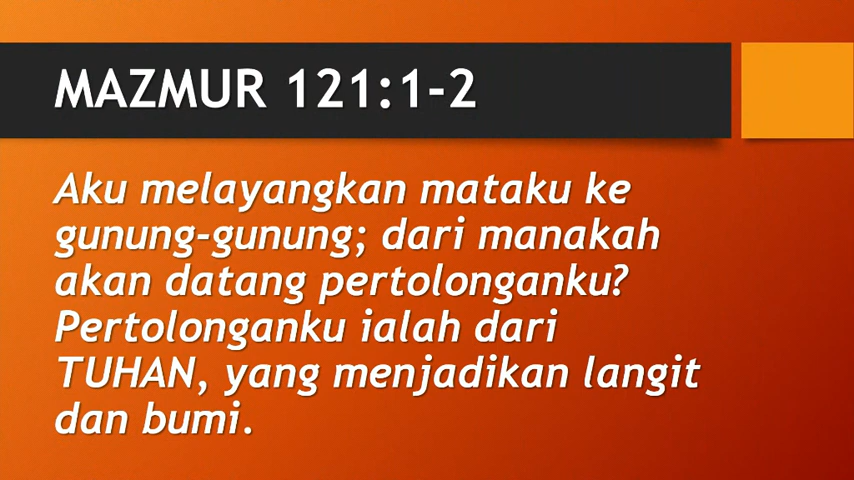 MAZMUR 121:1-2
Aku melayangkan mataku ke
gunung-gunung; dari manakah
akan datang pertolonganku?
Pertolonganku ialah dari
TUHAN, yang menjadikan langit
dan bumi.